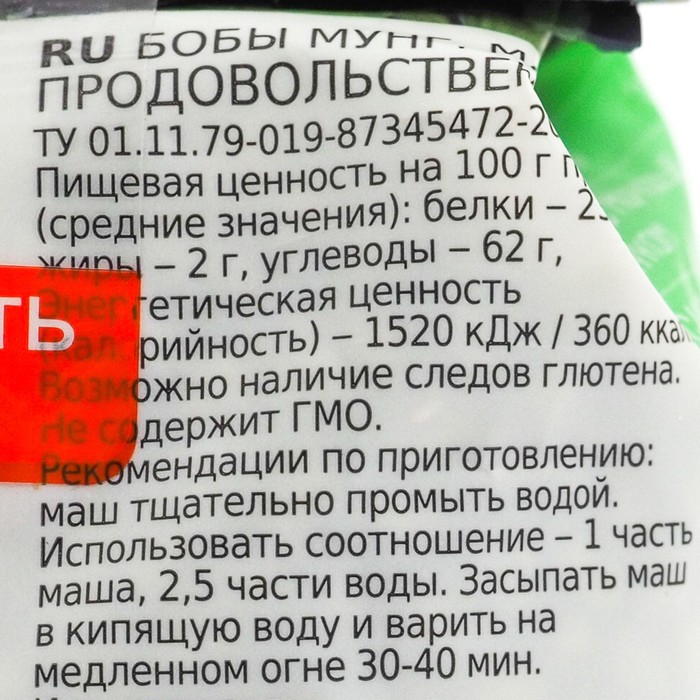 RU БОБЫ МУНГ.
ПРОДОВОЛЬСТВЕН
ТУ 01.11.79-019-87345472-20
Пищевая ценность на 100 г
(средние значения): белки – 2
жиры – 2 г, углеводы – 62 г,
Энергетическая ценность
(калорийность) – 1520 кДж / 360 ккал
Возможно наличие следов глютена.
Не содержит ГМО.
ТЬ
Рекомендации по приготовлению:
маш тщательно промыть водой.
Использовать соотношение – 1 часть
маша, 2,5 части воды. Засыпать маш
в кипящую воду и варить на
медленном огне 30-40 мин.